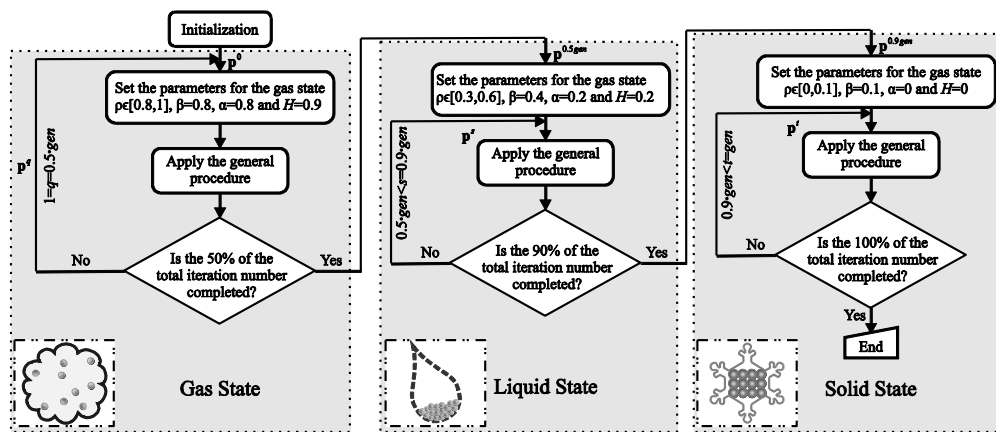 Initialization
p⁰
Set the parameters for the gas state
ρϵ[0.8,1], β=0.8, α=0.8 and H=0.9
Apply the general
procedure
Is the 50% of the
total iteration number
completed?
No
Yes
p^q
1=q=0.5·gen
Gas State
p^0.5gen
Set the parameters for the gas state
ρϵ[0.3,0.6], β=0.4, α=0.2 and H=0.2
p^s
Apply the general
procedure
Is the 90% of the
total iteration number
completed?
No
Yes
0.5·gen<s=0.9·gen
Liquid State
p^0.9gen
Set the parameters for the gas state
ρϵ[0,0.1], β=0.1, α=0 and H=0
p^t
Apply the general
procedure
Is the 100% of the
total iteration number
completed?
No
Yes
0.9·gen<t=gen
End
Solid State